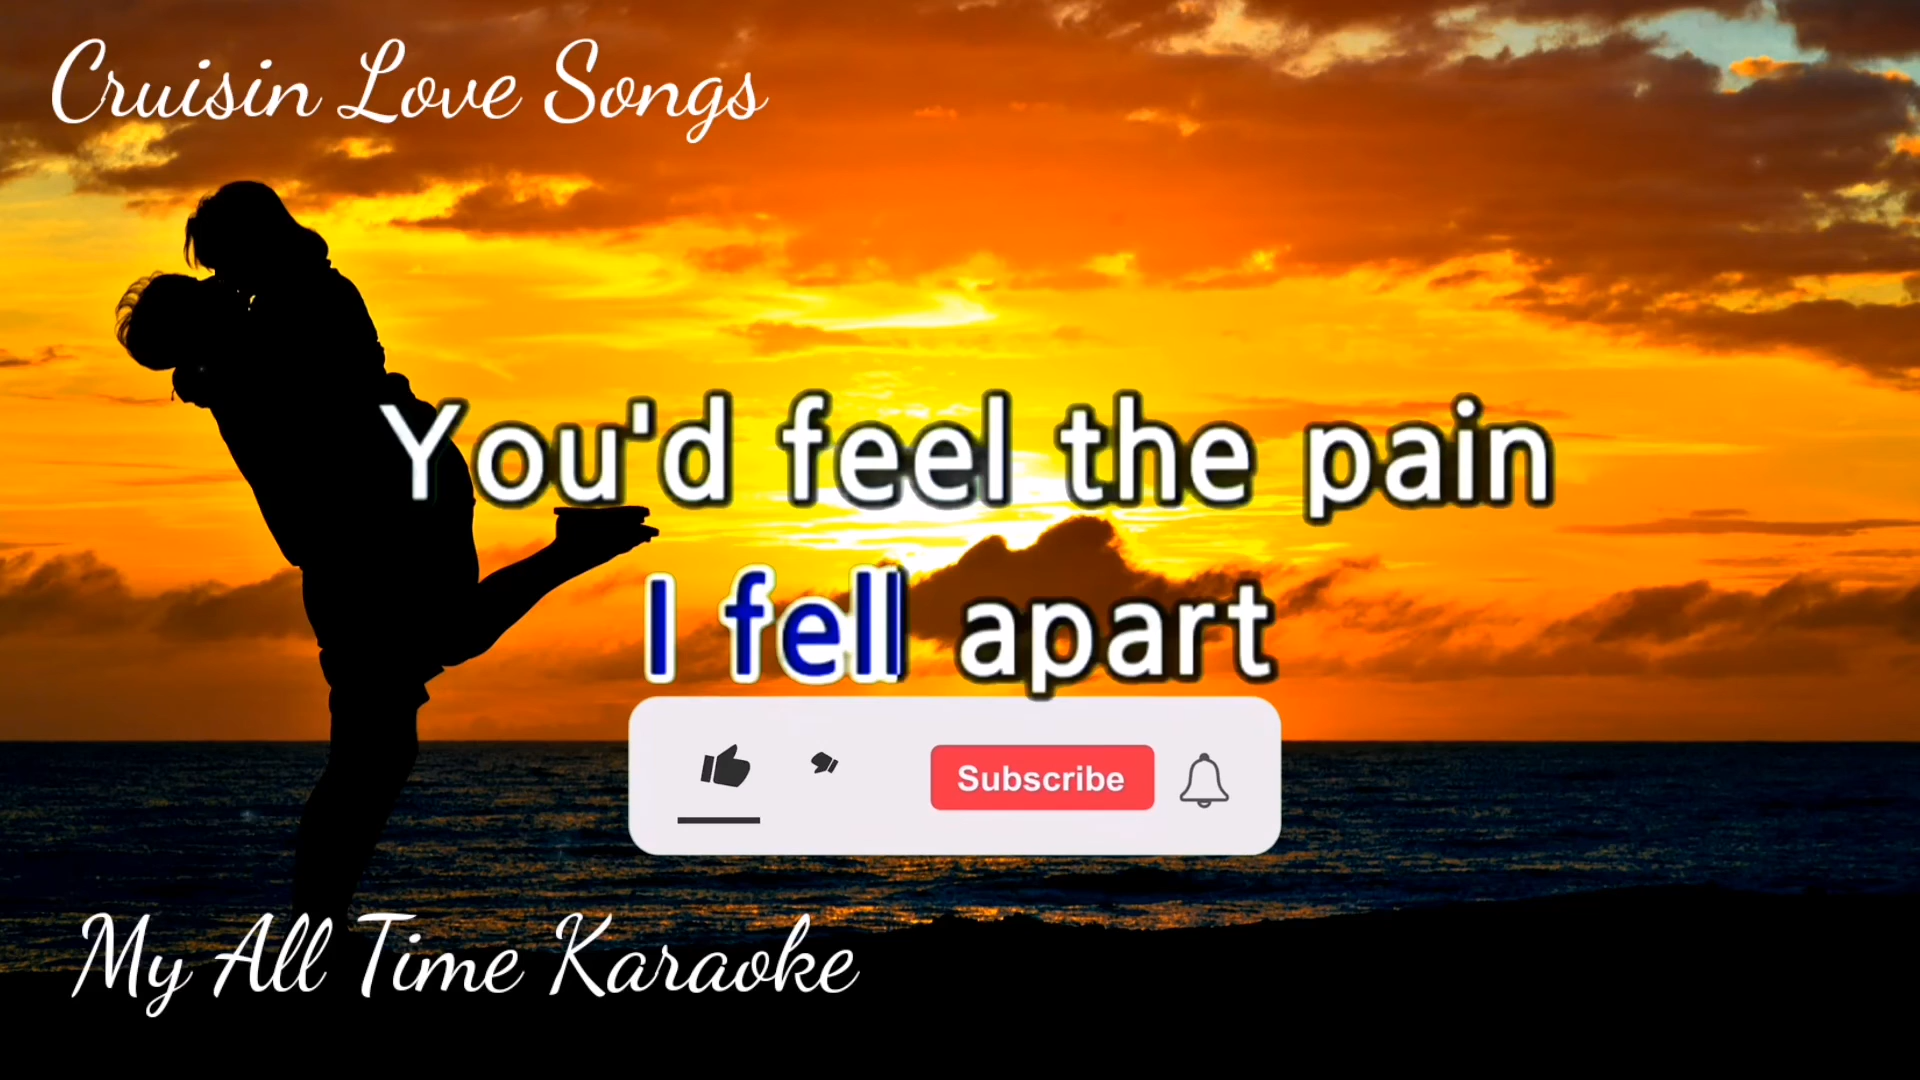 Cruisin Love Songs
You'd feel the pain
I fell apart
Subscribe
My All Time Karaoke